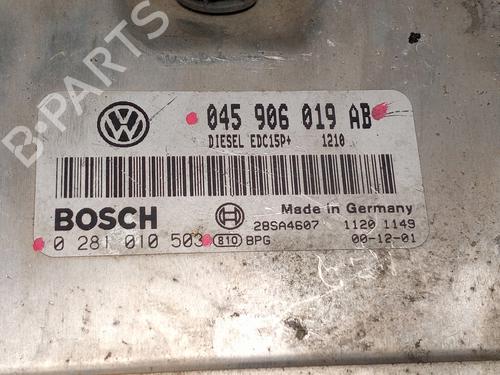 B-PARTS
045 906 019 AB
DIESEL EDC15P+ 1210
BOSCH
Made in Germany
28SA4607 1120 1149
0 281 010 503 810 BPG 00-12-01